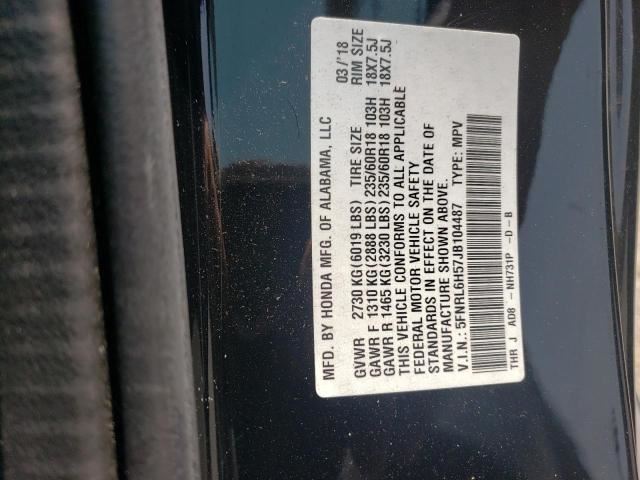 MFD. BY HONDA MFG. OF ALABAMA, LLC 03/'18
GVWR 2730 KG(6019 LBS) TIRE SIZE RIM SIZE
GAWR F 1310 KG(2888 LBS)235/60R18 103H 18X7.5J
GAWR R 1465 KG(3230 LBS)235/60R18 103H 18X7.5J
THIS VEHICLE CONFORMS TO ALL APPLICABLE
FEDERAL MOTOR VEHICLE SAFETY
STANDARDS IN EFFECT ON THE DATE OF
MANUFACTURE SHOWN ABOVE.
V.I.N.: 5FNRL6H57JB104487 TYPE: MPV
THR J AD8 - NH731P -D-B